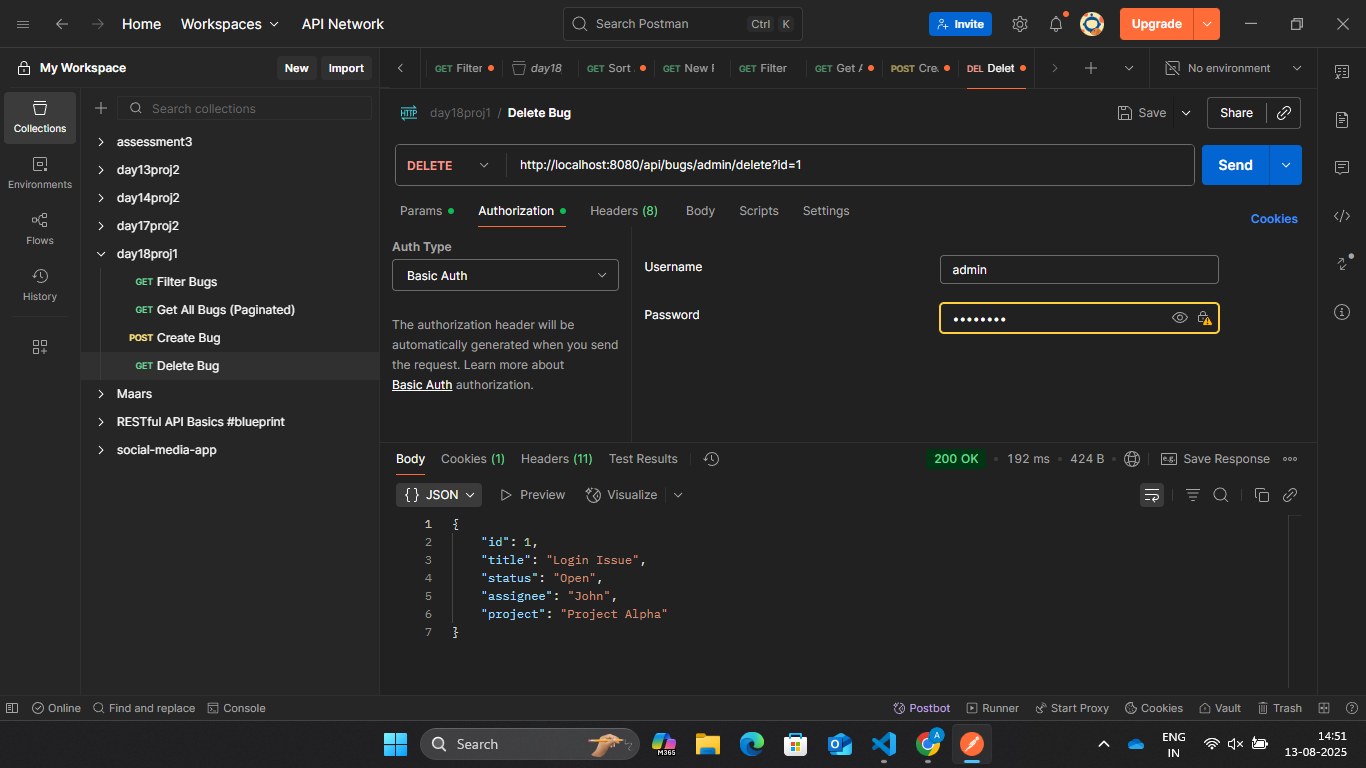 Home Workspaces API Network Search Postman Ctrl K Invite Upgrade
My Workspace New Import GET Filter day18 GET Sort GET New F GET Filter GET Get A POST Cre DEL Delet No environment
Collections
Environments
Flows
History
Search collections
assessment3
day13proj2
day14proj2
day17proj2
day18proj1
GET Filter Bugs
GET Get All Bugs (Paginated)
POST Create Bug
GET Delete Bug
Maars
RESTful API Basics #blueprint
social-media-app
HTTP day18proj1 / Delete Bug Save Share
DELETE http://localhost:8080/api/bugs/admin/delete?id=1 Send
Params Authorization Headers (8) Body Scripts Settings Cookies
Auth Type
Basic Auth
The authorization header will be
automatically generated when you send
the request. Learn more about
Basic Auth authorization.
Username admin
Password ••••••••
Body Cookies (1) Headers (11) Test Results 200 OK • 192 ms • 424 B • e.g. Save Response
{} JSON Preview Visualize
1 {
2 "id": 1,
3 "title": "Login Issue",
4 "status": "Open",
5 "assignee": "John",
6 "project": "Project Alpha"
7 }
Online Find and replace Console Postbot Runner Start Proxy Cookies Vault Trash
Search M365 A ENG IN 14:51
13-08-2025